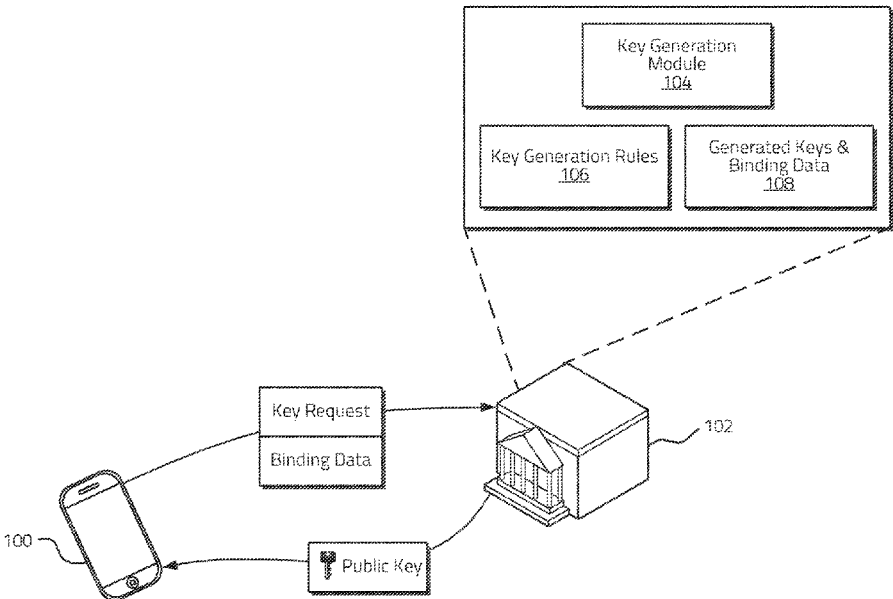 Key Generation
Module
104
Key Generation Rules
106
Generated Keys &
Binding Data
108
Key Request
Binding Data
102
100
Public Key